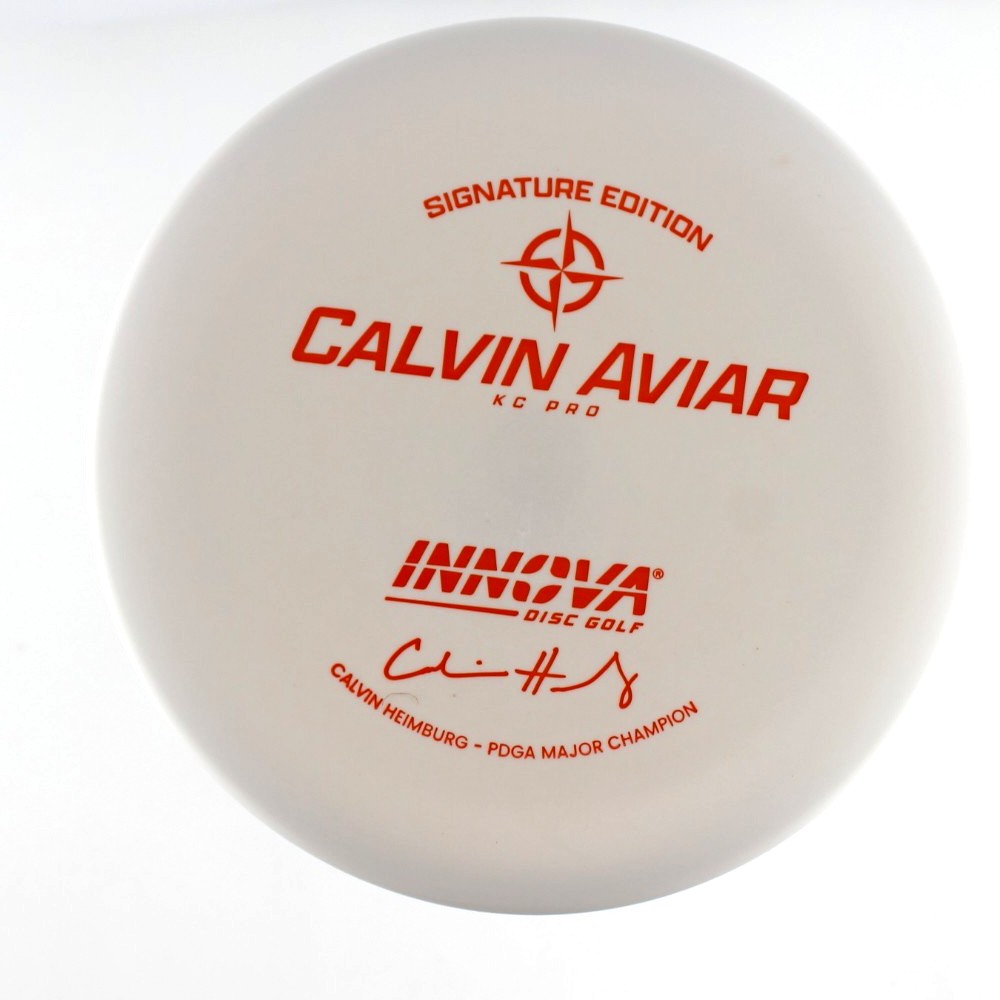 SIGNATURE EDITION
CALVIN AVIAR
KC PRO
INNOVA®
DISC GOLF
CALVIN HEIMBURG - PDGA MAJOR CHAMPION